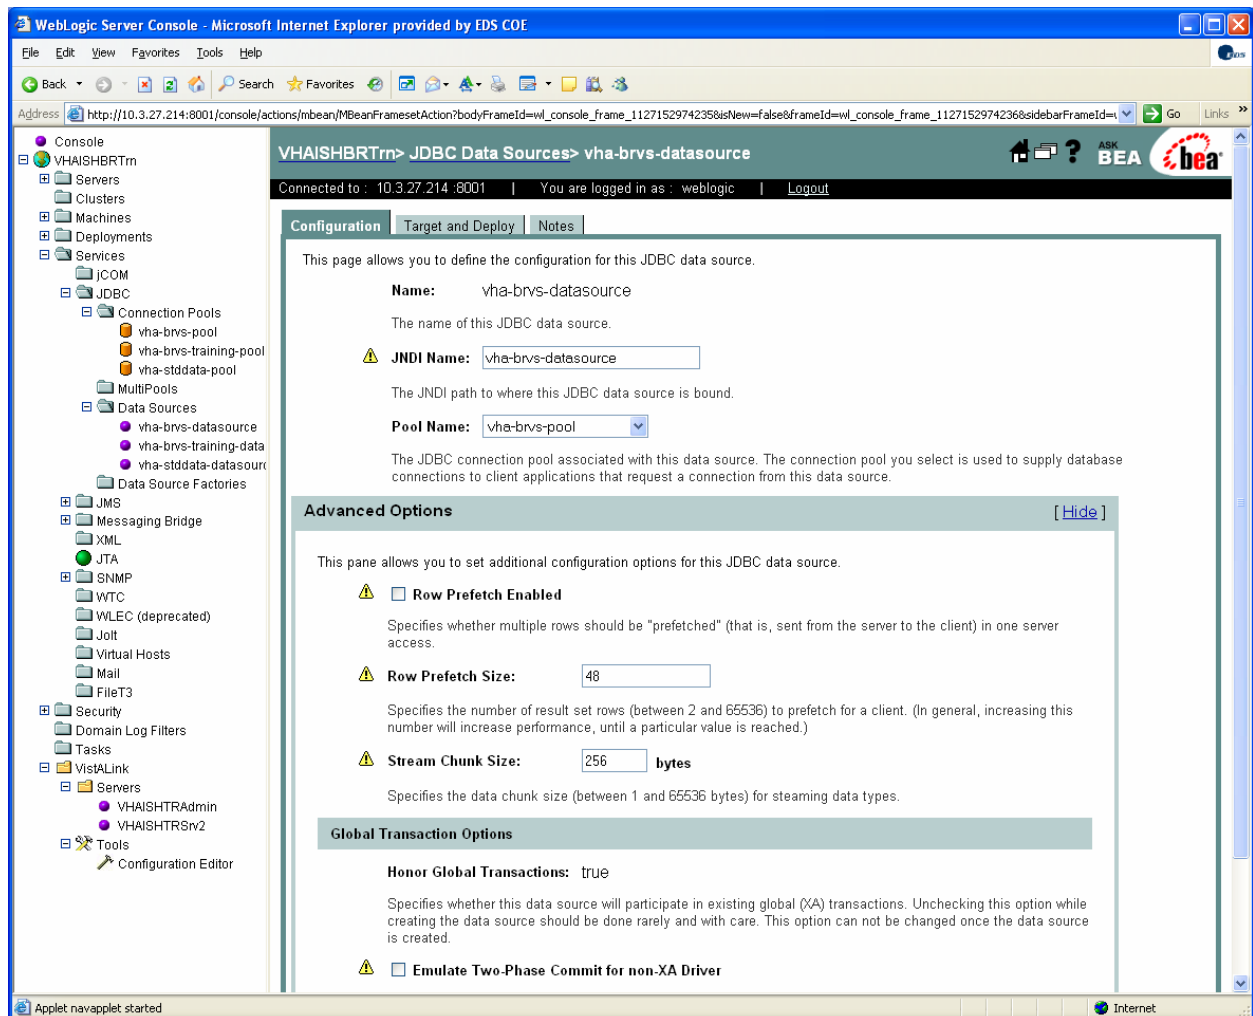 WebLogic Server Console - Microsoft Internet Explorer provided by EDS COE
File Edit View Favorites Tools Help
EDS
Back Search Favorites
Address http://10.3.27.214:8001/console/actions/mbean/MBeanFramesetAction?bodyFrameId=wl_console_frame_1127152974235&isNew=false&frameId=wl_console_frame_1127152974236&sidebarFrameId= Go Links »
Console
VHAISHBRTrn
Servers
Clusters
Machines
Deployments
Services
jCOM
JDBC
Connection Pools
vha-brvs-pool
vha-brvs-training-pool
vha-stddata-pool
MultiPools
Data Sources
vha-brvs-datasource
vha-brvs-training-data
vha-stddata-datasourc
Data Source Factories
JMS
Messaging Bridge
XML
JTA
SNMP
WTC
WLEC (deprecated)
Jolt
Virtual Hosts
Mail
FileT3
Security
Domain Log Filters
Tasks
VistALink
Servers
VHAISHTRAdmin
VHAISHTRSrv2
Tools
Configuration Editor
VHAISHBRTrn> JDBC Data Sources> vha-brvs-datasource
? ASK BEA bea
Connected to : 10.3.27.214 :8001 | You are logged in as : weblogic | Logout
Configuration Target and Deploy Notes
This page allows you to define the configuration for this JDBC data source.
Name: vha-brvs-datasource
The name of this JDBC data source.
JNDI Name: vha-brvs-datasource
The JNDI path to where this JDBC data source is bound.
Pool Name: vha-brvs-pool
The JDBC connection pool associated with this data source. The connection pool you select is used to supply database
connections to client applications that request a connection from this data source.
Advanced Options [ Hide ]
This pane allows you to set additional configuration options for this JDBC data source.
Row Prefetch Enabled
Specifies whether multiple rows should be "prefetched" (that is, sent from the server to the client) in one server
access.
Row Prefetch Size: 48
Specifies the number of result set rows (between 2 and 65536) to prefetch for a client. (In general, increasing this
number will increase performance, until a particular value is reached.)
Stream Chunk Size: 256 bytes
Specifies the data chunk size (between 1 and 65536 bytes) for steaming data types.
Global Transaction Options
Honor Global Transactions: true
Specifies whether this data source will participate in existing global (XA) transactions. Unchecking this option while
creating the data source should be done rarely and with care. This option can not be changed once the data source
is created.
Emulate Two-Phase Commit for non-XA Driver
Applet navapplet started Internet